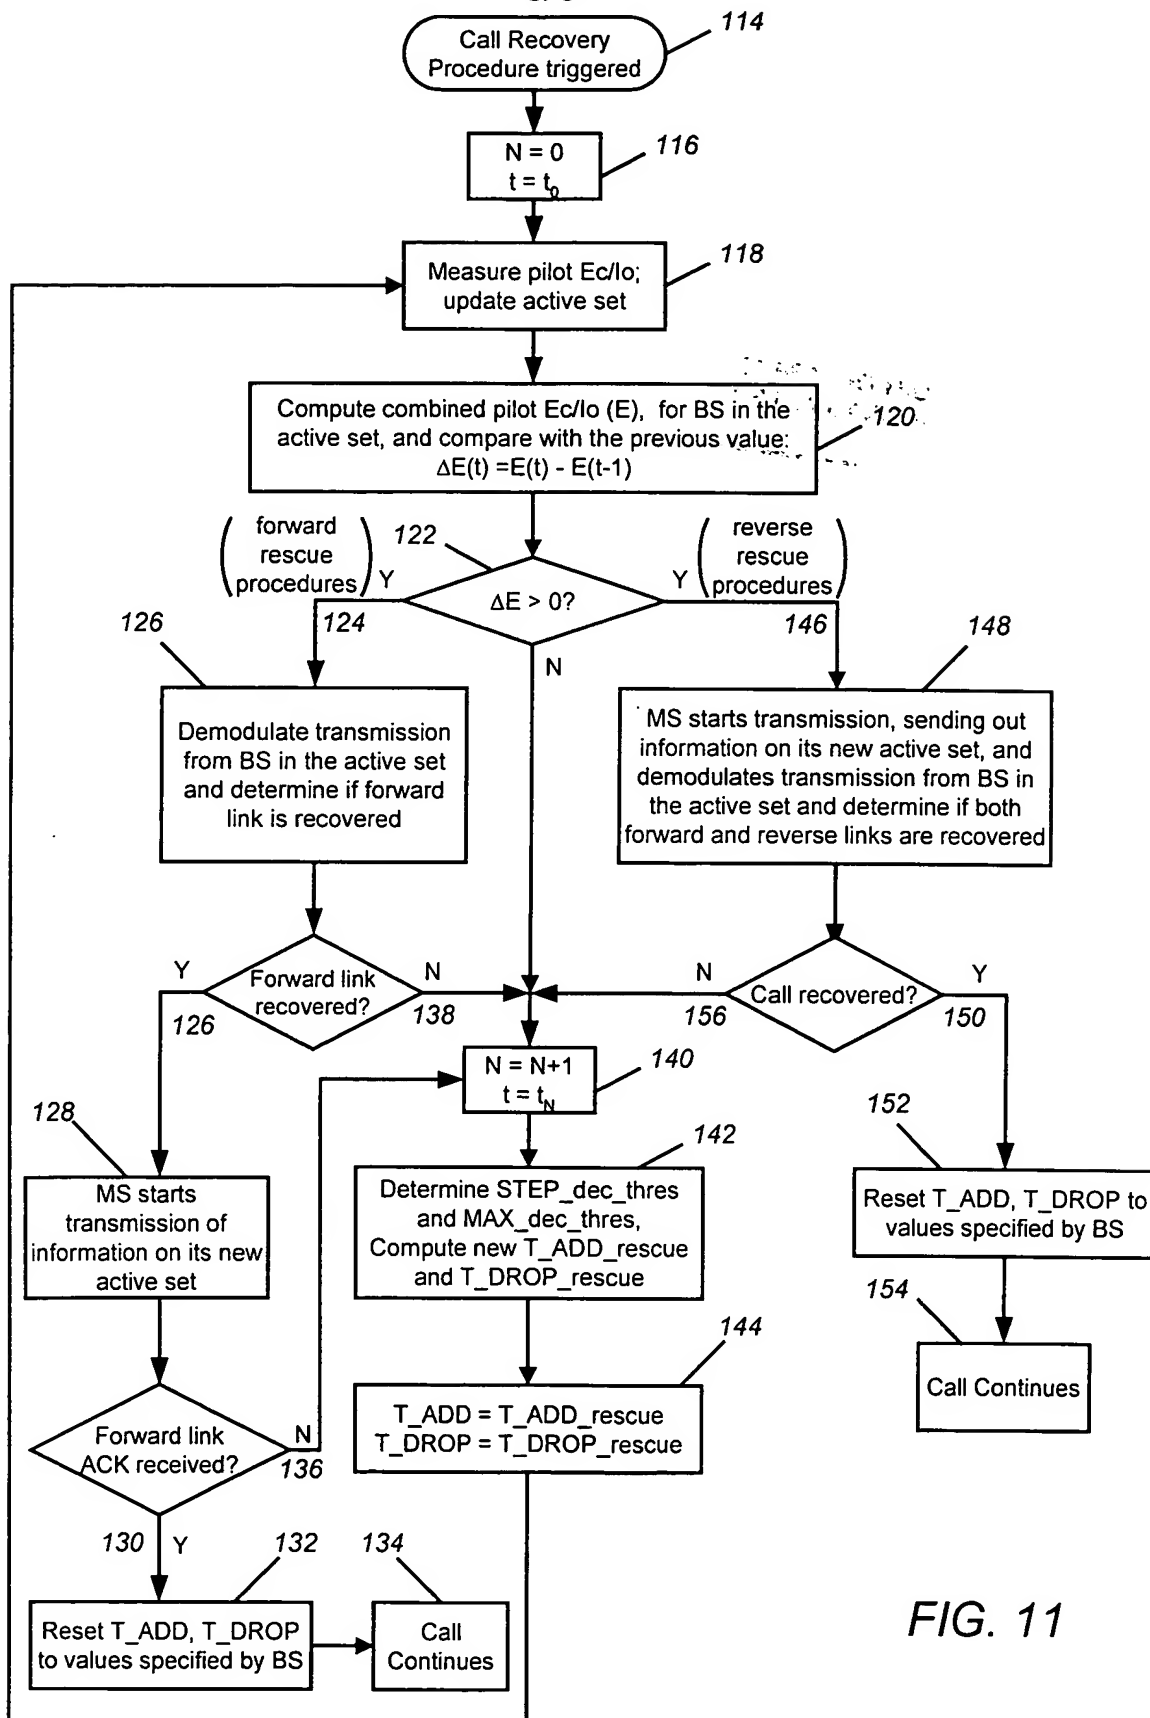 Call Recovery
Procedure triggered
114
N = 0
t = t0
116
Measure pilot Ec/Io;
update active set
118
Compute combined pilot Ec/Io (E), for BS in the
active set, and compare with the previous value:
ΔE(t) =E(t) - E(t-1)
120
(forward
rescue
procedures)
122
(reverse
rescue
procedures)
Y
ΔE > 0?
Y
124
146
N
126
Demodulate transmission
from BS in the active set
and determine if forward
link is recovered
148
MS starts transmission, sending out
information on its new active set, and
demodulates transmission from BS in
the active set and determine if both
forward and reverse links are recovered
Y
Forward link
recovered?
N
126
138
N
Call recovered?
Y
156
150
N = N+1
t = tN
140
128
MS starts
transmission of
information on its new
active set
142
Determine STEP_dec_thres
and MAX_dec_thres,
Compute new T_ADD_rescue
and T_DROP_rescue
152
Reset T_ADD, T_DROP to
values specified by BS
154
Call Continues
144
T_ADD = T_ADD_rescue
T_DROP = T_DROP_rescue
Forward link
ACK received?
N
136
130
Y
132
Reset T_ADD, T_DROP
to values specified by BS
134
Call
Continues
FIG. 11